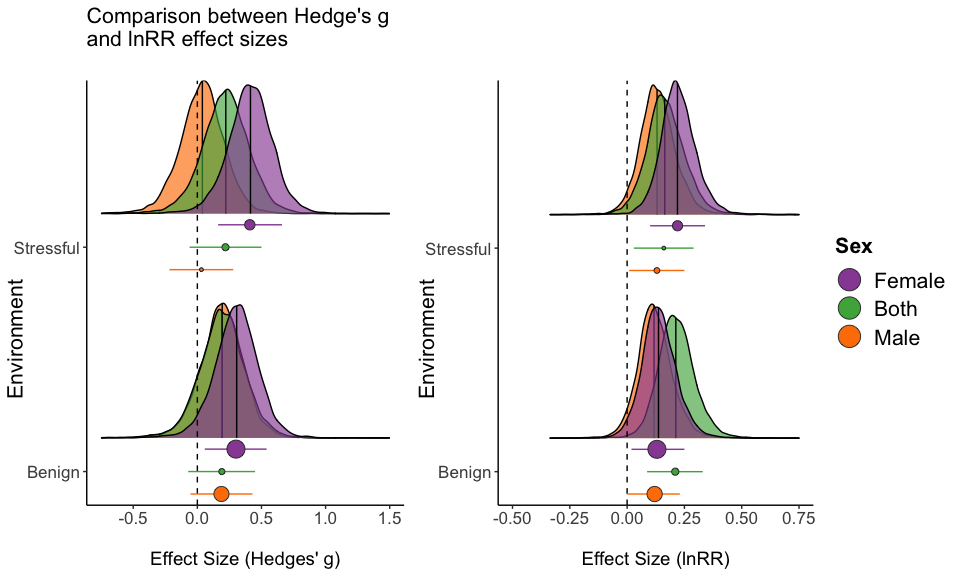 Comparison between Hedge's g
and lnRR effect sizes
Environment
Stressful
Benign
-0.5 0.0 0.5 1.0 1.5
Effect Size (Hedges' g)
Environment
Stressful
Benign
-0.50 -0.25 0.00 0.25 0.50 0.75
Effect Size (lnRR)
Sex
Female
Both
Male